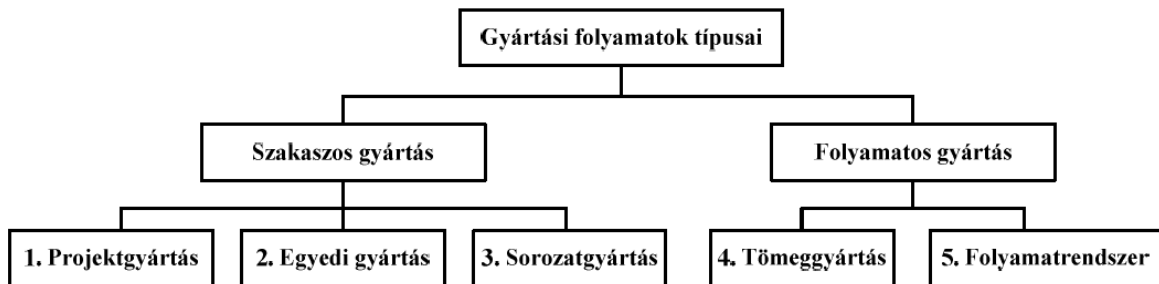 Gyártási folyamatok típusai
Szakaszos gyártás
Folyamatos gyártás
1. Projektgyártás
2. Egyedi gyártás
3. Sorozatgyártás
4. Tömeggyártás
5. Folyamatrendszer